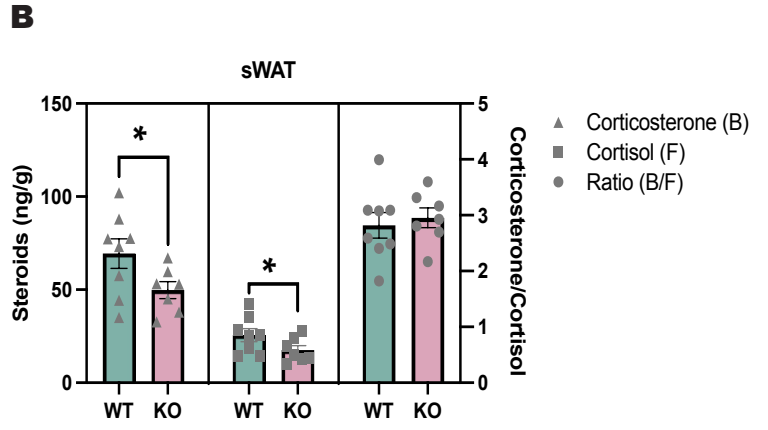 B
sWAT
150
100
50
0
Steroids (ng/g)
*
*
5
4
3
2
1
0
Corticosterone/Cortisol
WT KO WT KO WT KO
Corticosterone (B)
Cortisol (F)
Ratio (B/F)